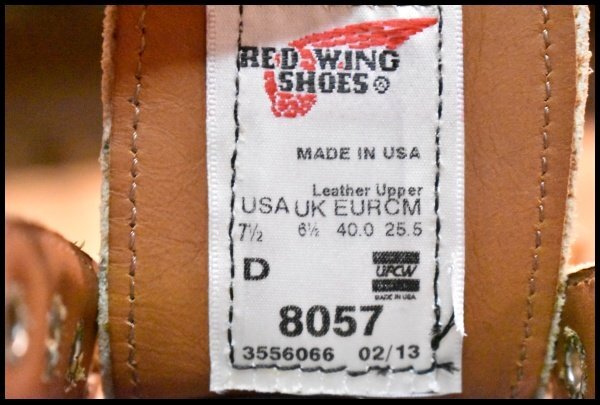 RED WING
SHOES®
MADE IN USA
Leather Upper
USA UK EUR CM
7½ 6½ 40.0 25.5
D
UFCW
MADE IN USA
8057
3556066 02/13